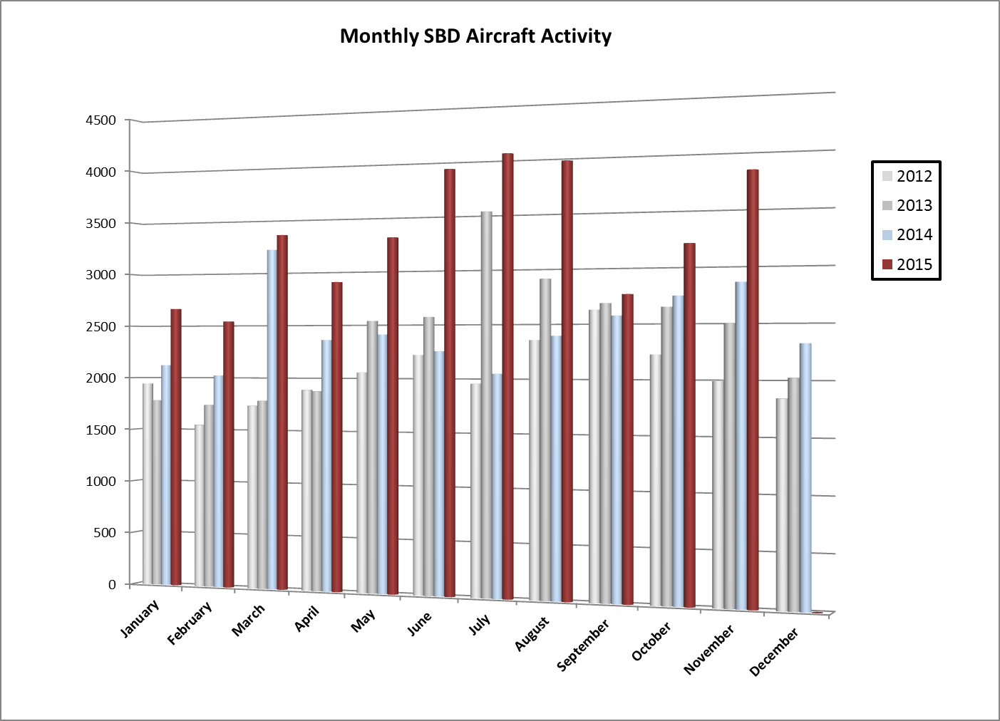 Monthly SBD Aircraft Activity
4500
4000
3500
3000
2500
2000
1500
1000
500
0
2012
2013
2014
2015
January
February
March
April
May
June
July
August
September
October
November
December